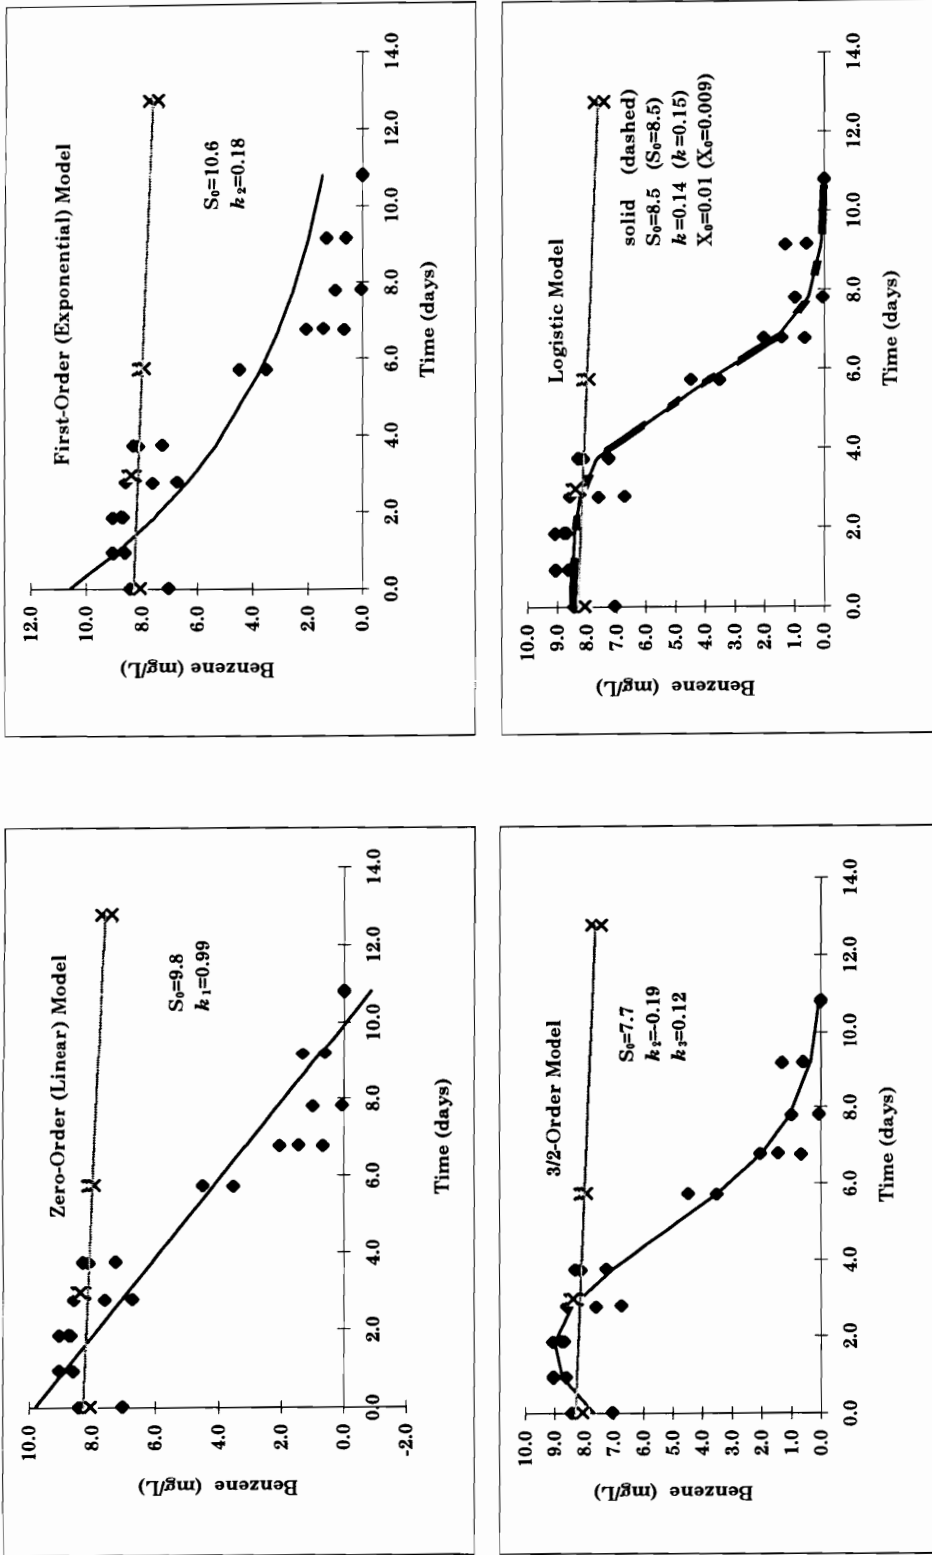 Zero-Order (Linear) Model
10.0
8.0
6.0
4.0
2.0
0.0
-2.0
Benzene (mg/L)
S₀=9.8
k₁=0.99
0.0 2.0 4.0 6.0 8.0 10.0 12.0 14.0
Time (days)
First-Order (Exponential) Model
12.0
10.0
8.0
6.0
4.0
2.0
0.0
Benzene (mg/L)
S₀=10.6
k₂=0.18
0.0 2.0 4.0 6.0 8.0 10.0 12.0 14.0
Time (days)
3/2-Order Model
10.0
9.0
8.0
7.0
6.0
5.0
4.0
3.0
2.0
1.0
0.0
Benzene (mg/L)
S₀=7.7
k₂=-0.19
k₃=0.12
0.0 2.0 4.0 6.0 8.0 10.0 12.0 14.0
Time (days)
Logistic Model
10.0
9.0
8.0
7.0
6.0
5.0
4.0
3.0
2.0
1.0
0.0
Benzene (mg/L)
solid (dashed)
S₀=8.5 (S₀=8.5)
k=0.14 (k=0.15)
X₀=0.01 (X₀=0.009)
0.0 2.0 4.0 6.0 8.0 10.0 12.0 14.0
Time (days)